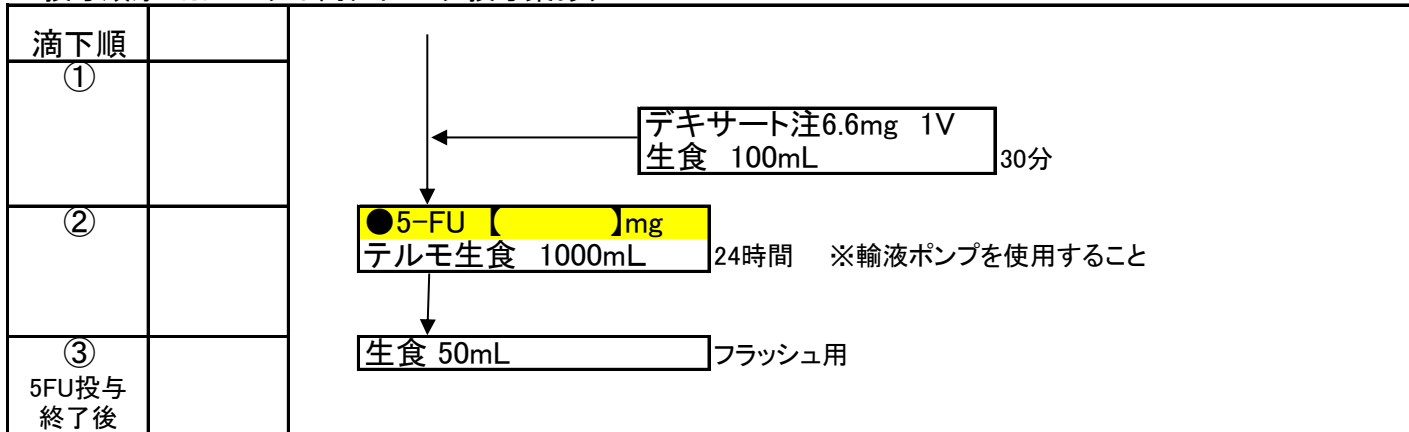 滴下順
①
デキサート注6.6mg 1V
生食 100mL
30分
②
●5-FU 【 】mg
テルモ生食 1000mL
24時間 ※輸液ポンプを使用すること
③
生食 50mL
フラッシュ用
5FU投与
終了後